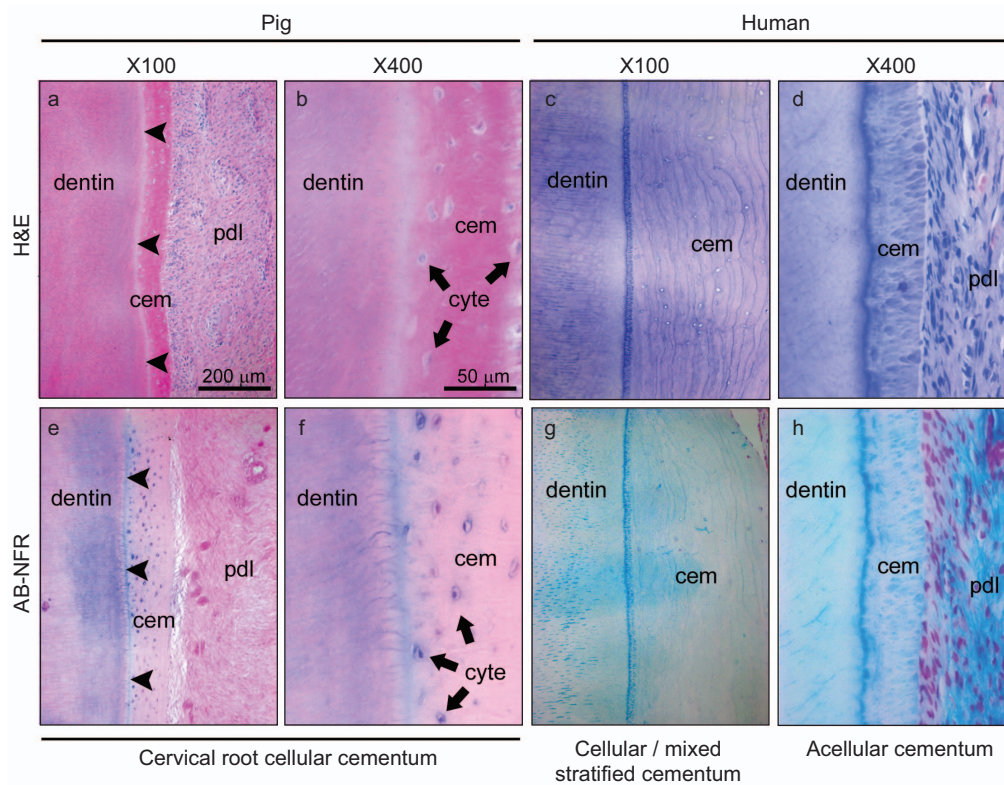 Pig Human
X100 X400 X100 X400
H&E
a b c d
dentin dentin dentin dentin
cem cem cem cem
pdl pdl
cyte
200 μm 50 μm
AB-NFR
e f g h
dentin dentin dentin dentin
cem cem cem cem
pdl pdl
cyte
Cervical root cellular cementum
Cellular / mixed
stratified cementum
Acellular cementum